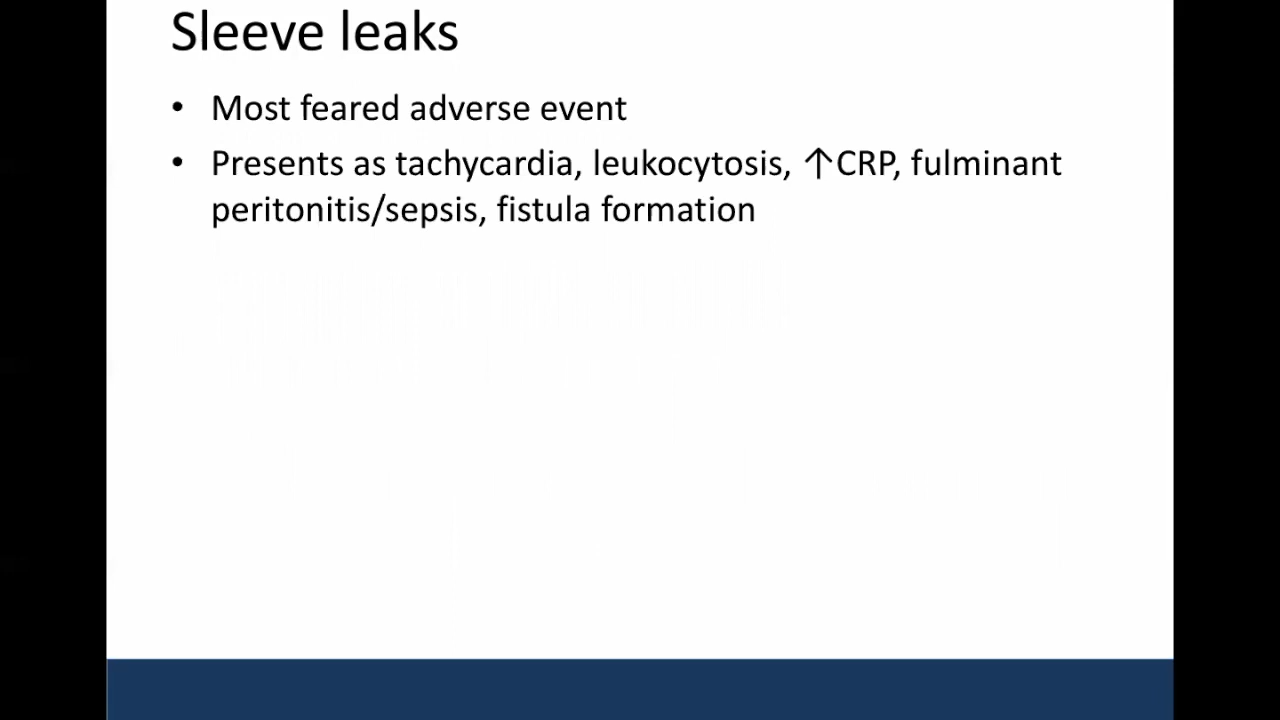 Sleeve leaks
• Most feared adverse event
• Presents as tachycardia, leukocytosis, ↑CRP, fulminant
peritonitis/sepsis, fistula formation